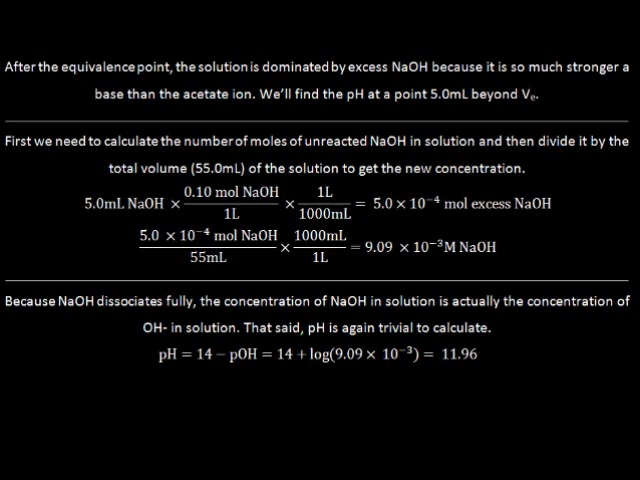 After the equivalence point, the solution is dominated by excess NaOH because it is so much stronger a
base than the acetate ion. We'll find the pH at a point 5.0mL beyond Vₑ.
First we need to calculate the number of moles of unreacted NaOH in solution and then divide it by the
total volume (55.0mL) of the solution to get the new concentration.
5.0mL NaOH × 0.10 mol NaOH / 1L × 1L / 1000mL = 5.0 × 10⁻⁴ mol excess NaOH
5.0 × 10⁻⁴ mol NaOH / 55mL × 1000mL / 1L = 9.09 × 10⁻³M NaOH
Because NaOH dissociates fully, the concentration of NaOH in solution is actually the concentration of
OH- in solution. That said, pH is again trivial to calculate.
pH = 14 − pOH = 14 + log(9.09 × 10⁻³) = 11.96